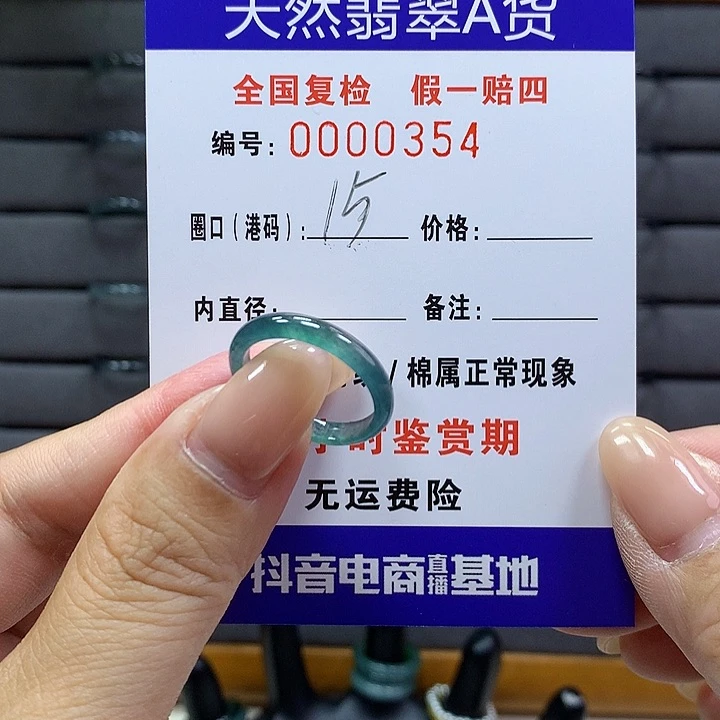 天然翡翠A货
全国复检 假一赔四
编号: 0000354
圈口(港码): 15 价格:
内直径: 备注:
/棉属正常现象
时鉴赏期
无运费险
抖音电商直播基地